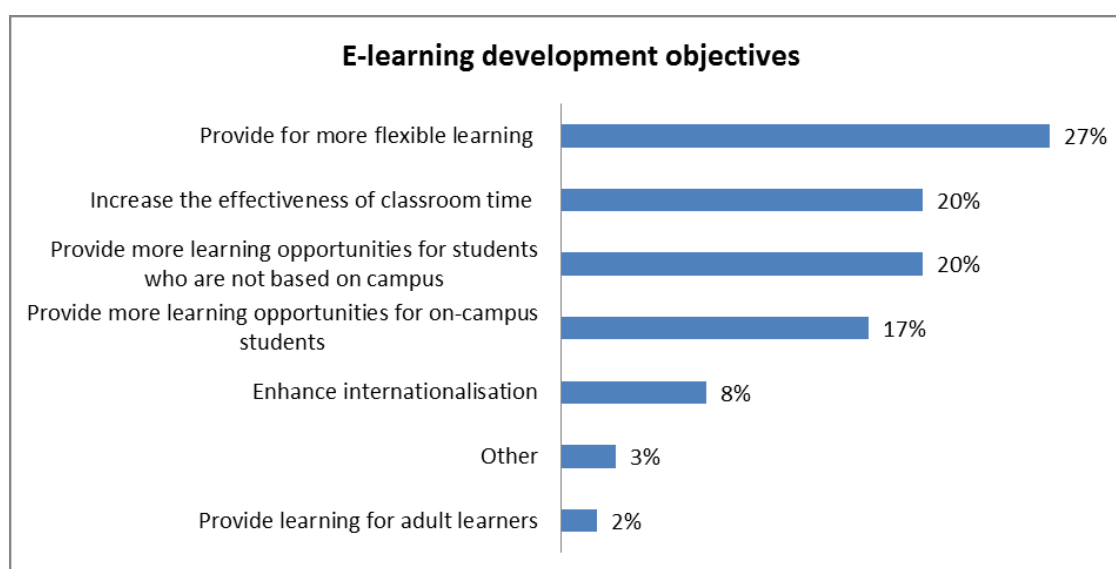 E-learning development objectives
Provide for more flexible learning 27%
Increase the effectiveness of classroom time 20%
Provide more learning opportunities for students
who are not based on campus 20%
Provide more learning opportunities for on-campus
students 17%
Enhance internationalisation 8%
Other 3%
Provide learning for adult learners 2%